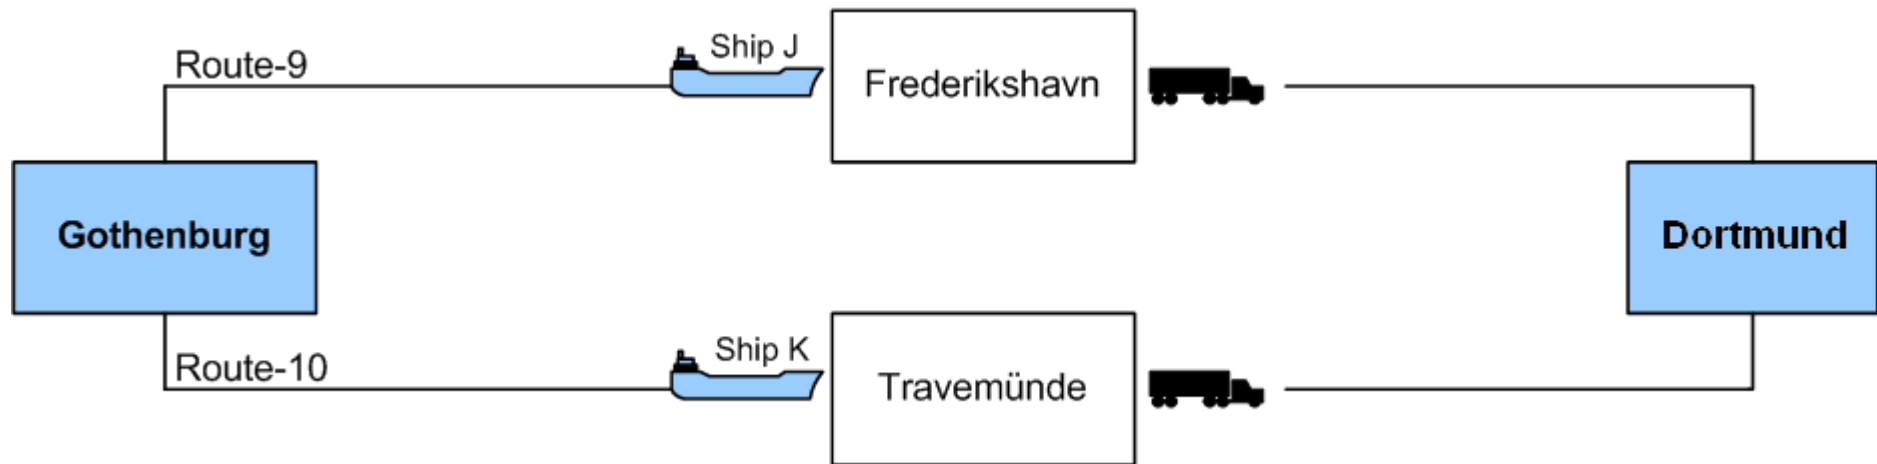 Route-9
Ship J
Frederikshavn
Gothenburg
Dortmund
Route-10
Ship K
Travemünde